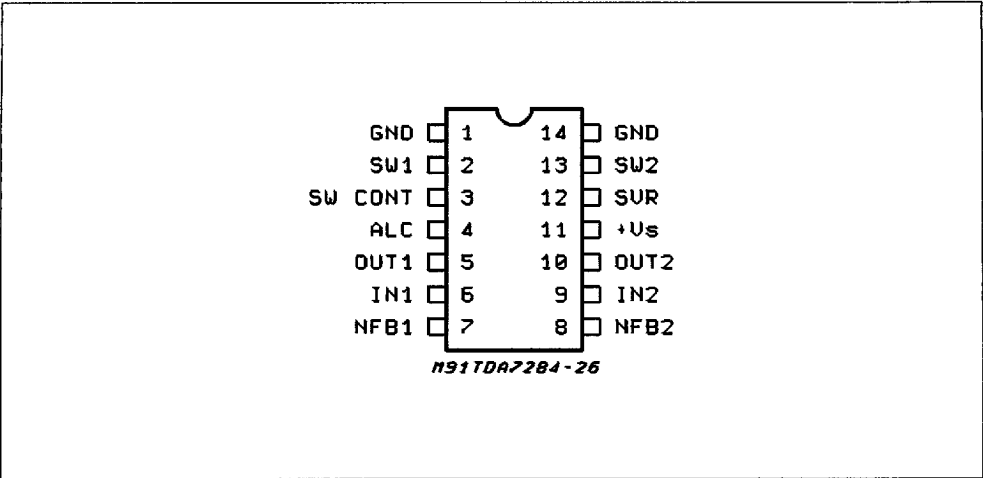 GND 1 14 GND
SW1 2 13 SW2
SW CONT 3 12 SVR
ALC 4 11 +Vs
OUT1 5 10 OUT2
IN1 6 9 IN2
NFB1 7 8 NFB2
M91TDA7284-26